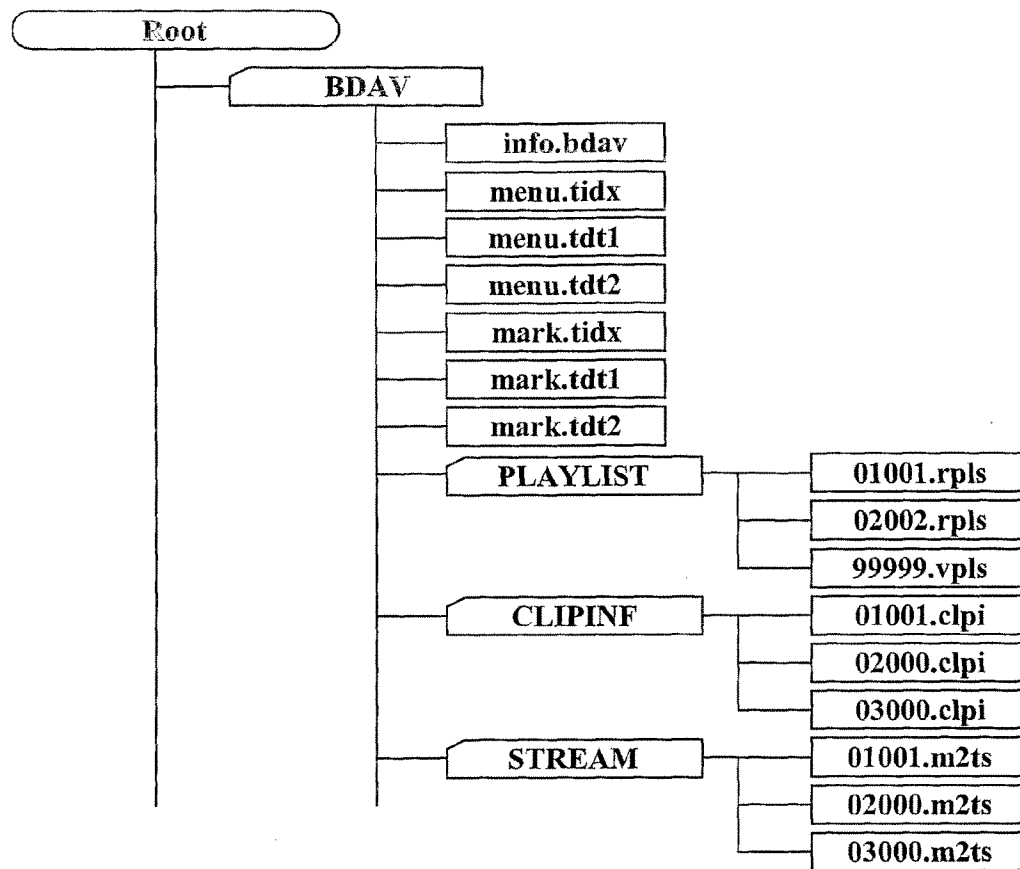 Root
BDAV
info.bdav
menu.tidx
menu.tdt1
menu.tdt2
mark.tidx
mark.tdt1
mark.tdt2
PLAYLIST
01001.rpls
02002.rpls
99999.vpls
CLIPINF
01001.clpi
02000.clpi
03000.clpi
STREAM
01001.m2ts
02000.m2ts
03000.m2ts